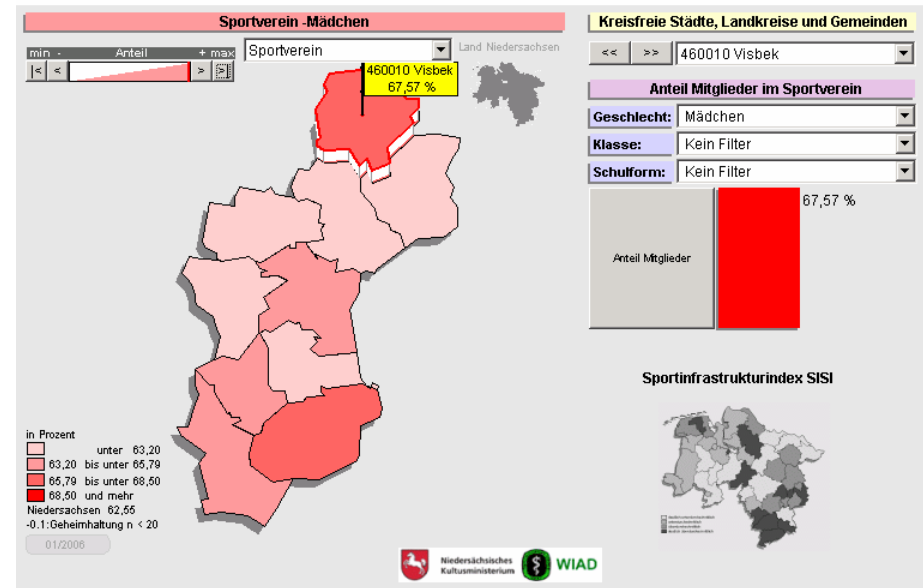 Sportverein -Mädchen
min - Anteil + max
|< < > >|
Sportverein
Land Niedersachsen
460010 Visbek
67,57 %
in Prozent
unter 63,20
63,20 bis unter 65,79
65,79 bis unter 68,50
68,50 und mehr
Niedersachsen 62,55
-0.1:Geheimhaltung n < 20
01/2006
Niedersächsisches
Kultusministerium
WIAD
Kreisfreie Städte, Landkreise und Gemeinden
<< >> 460010 Visbek
Anteil Mitglieder im Sportverein
Geschlecht: Mädchen
Klasse: Kein Filter
Schulform: Kein Filter
67,57 %
Anteil Mitglieder
Sportinfrastrukturindex SISI